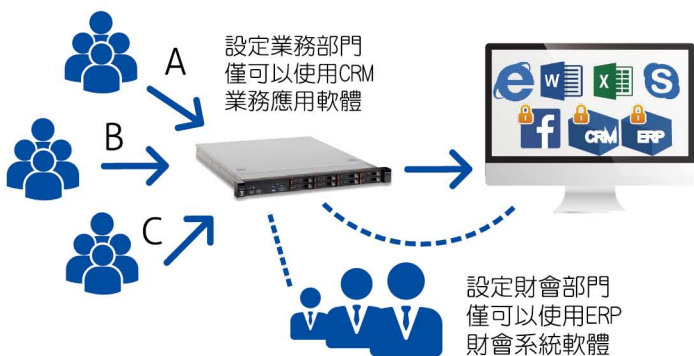 A
B
C
設定業務部門
僅可以使用CRM
業務應用軟體
e
W
X
S
f
CRM
ERP
設定財會部門
僅可以使用ERP
財會系統軟體